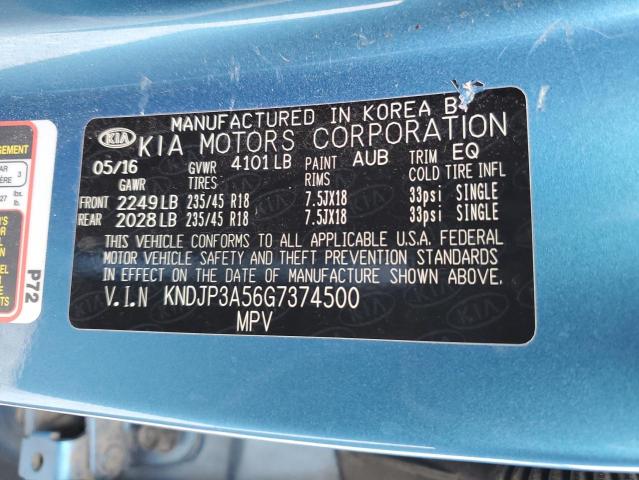 MANUFACTURED IN KOREA B
KIA KIA MOTORS CORPORATION
05/16 GVWR 4101LB PAINT AUB TRIM EQ
GAWR TIRES RIMS COLD TIRE INFL
FRONT 2249LB 235/45 R18 7.5JX18 33psi SINGLE
REAR 2028LB 235/45 R18 7.5JX18 33psi SINGLE
THIS VEHICLE CONFORMS TO ALL APPLICABLE U.S.A. FEDERAL
MOTOR VEHICLE SAFETY AND THEFT PREVENTION STANDARDS
IN EFFECT ON THE DATE OF MANUFACTURE SHOWN ABOVE.
V.I.N KNDJP3A56G7374500
MPV
P72